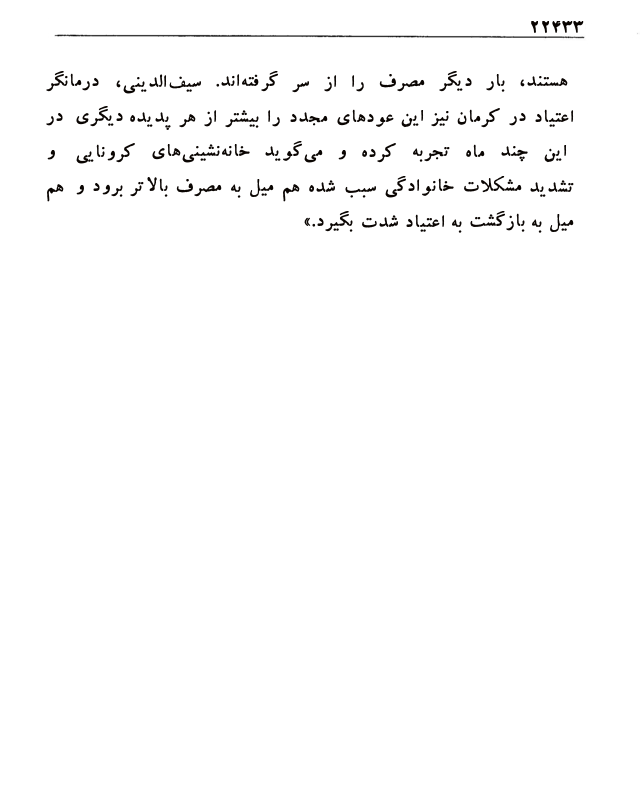 ۲۲۴۳۳
هستند، بار دیگر مصرف را از سر گرفته‌اند. سیف‌الدینی، درمانگر
اعتیاد در کرمان نیز این عودهای مجدد را بیشتر از هر پدیده دیگری در
این چند ماه تجربه کرده و می‌گوید خانه‌نشینی‌های کرونایی و
تشدید مشکلات خانوادگی سبب شده هم میل به مصرف بالاتر برود و هم
میل به بازگشت به اعتیاد شدت بگیرد.»